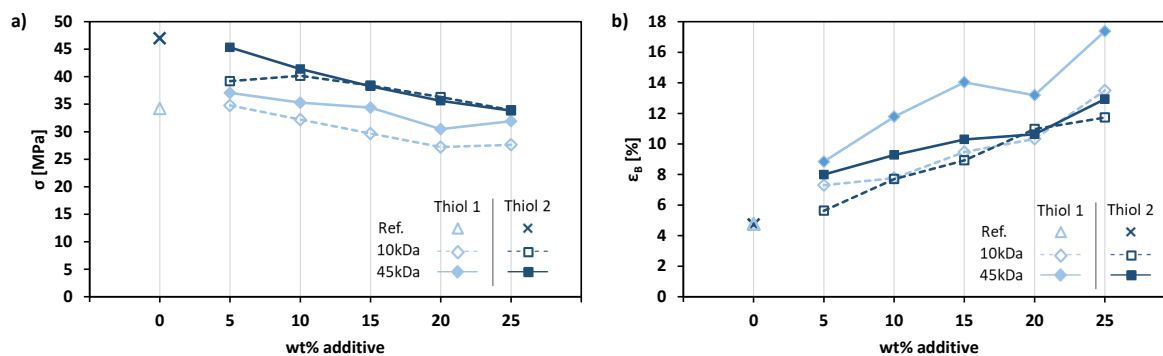 a)
σ [MPa]
50
45
40
35
30
25
20
15
10
5
0
Thiol 1 Thiol 2
Ref.
10kDa
45kDa
0 5 10 15 20 25
wt% additive
b)
ε_B [%]
18
16
14
12
10
8
6
4
2
0
Thiol 1 Thiol 2
Ref.
10kDa
45kDa
0 5 10 15 20 25
wt% additive